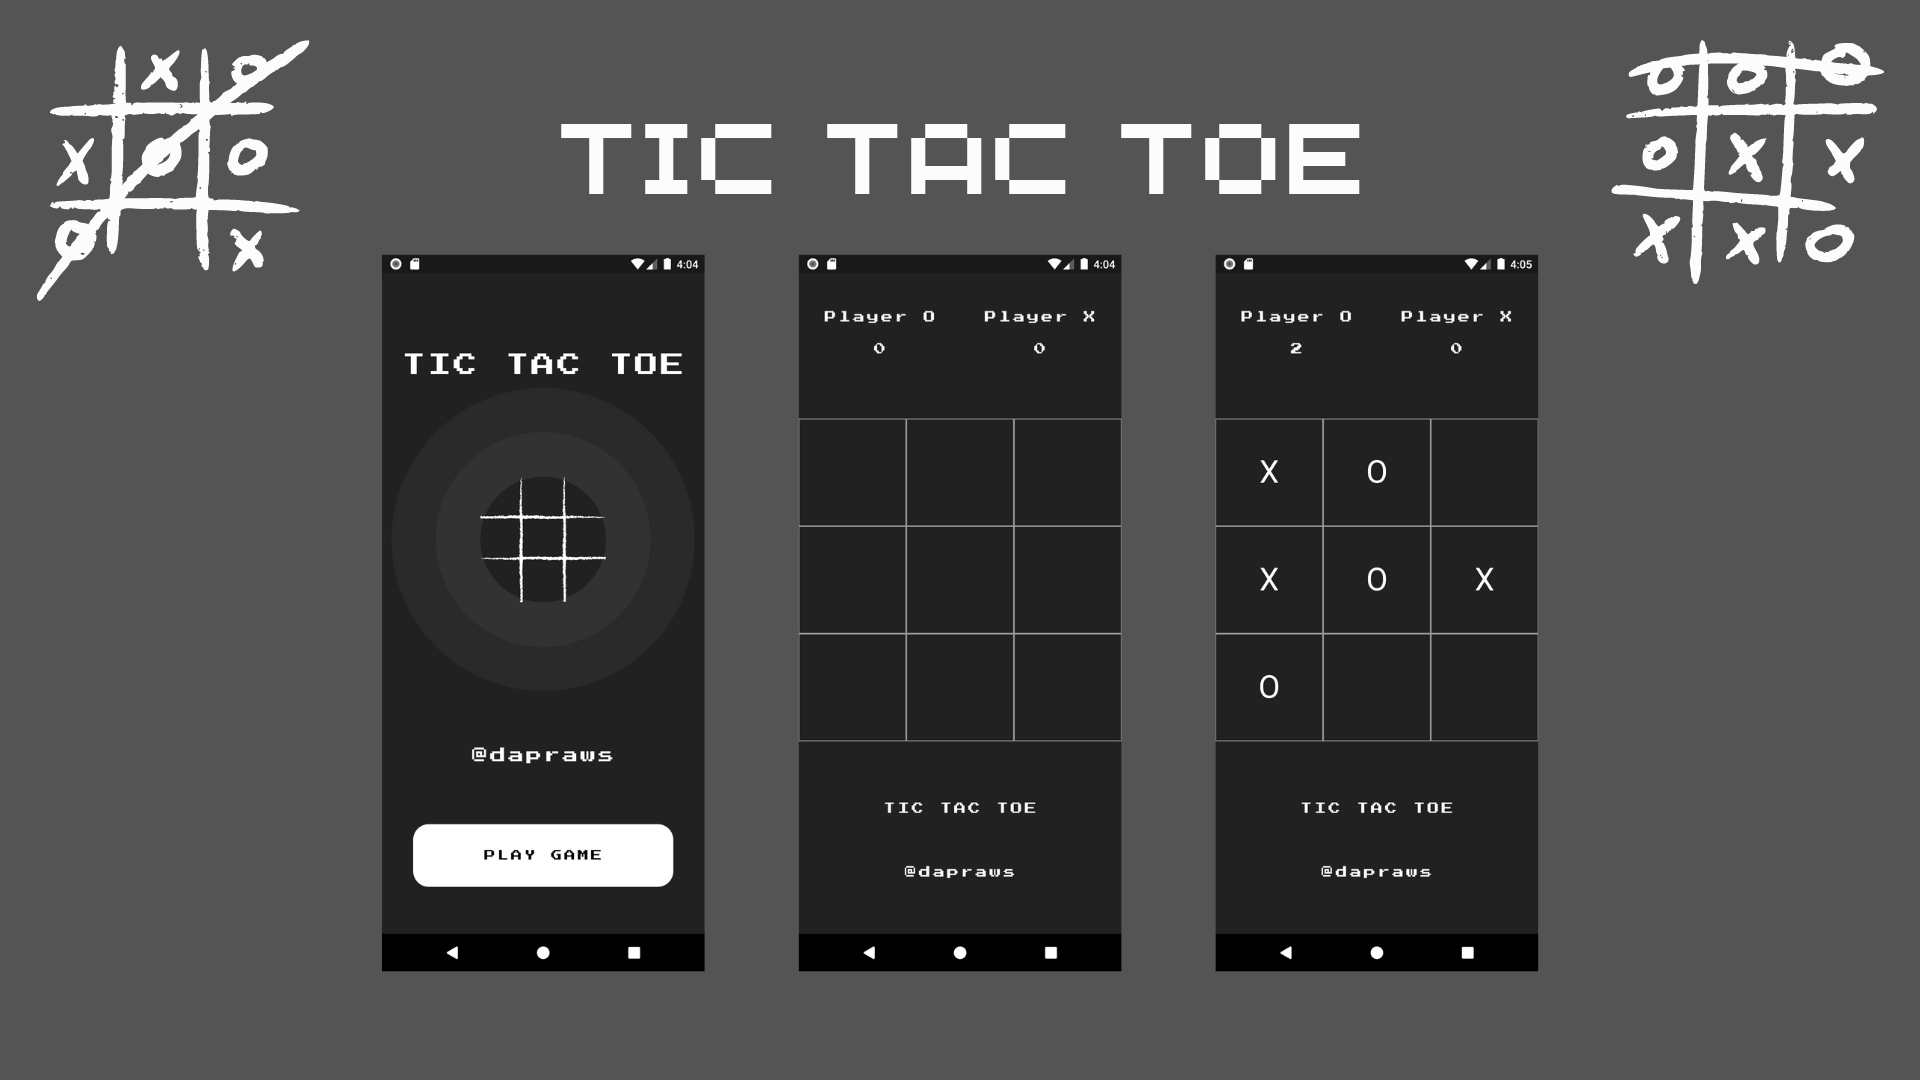 X O
X O O
O X
TIC TAC TOE
O O O
O X X
X X O
4:04
TIC TAC TOE
@dapraws
PLAY GAME
4:04
Player O Player X
0 0
TIC TAC TOE
@dapraws
4:05
Player O Player X
2 0
X O
X O X
O
TIC TAC TOE
@dapraws